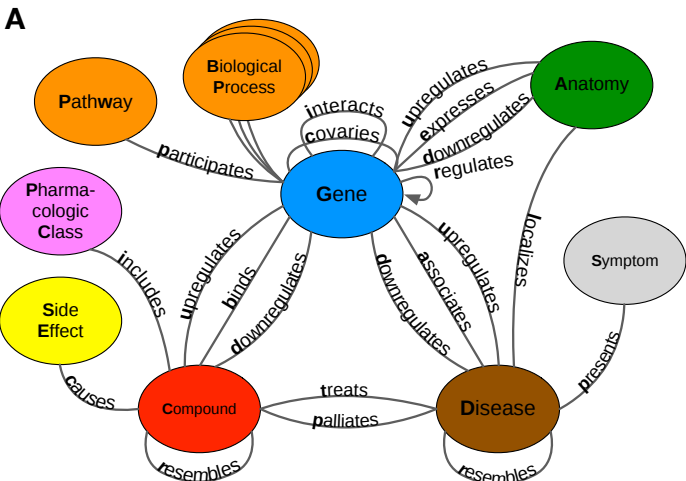 A
Biological
Process
Pathway
Anatomy
upregulates
expresses
downregulates
interacts
covaries
participates
regulates
Gene
Pharma-
cologic
Class
includes
upregulates
binds
downregulates
downregulates
associates
upregulates
localizes
Symptom
Side
Effect
causes
presents
Compound
treats
palliates
Disease
resembles
resembles